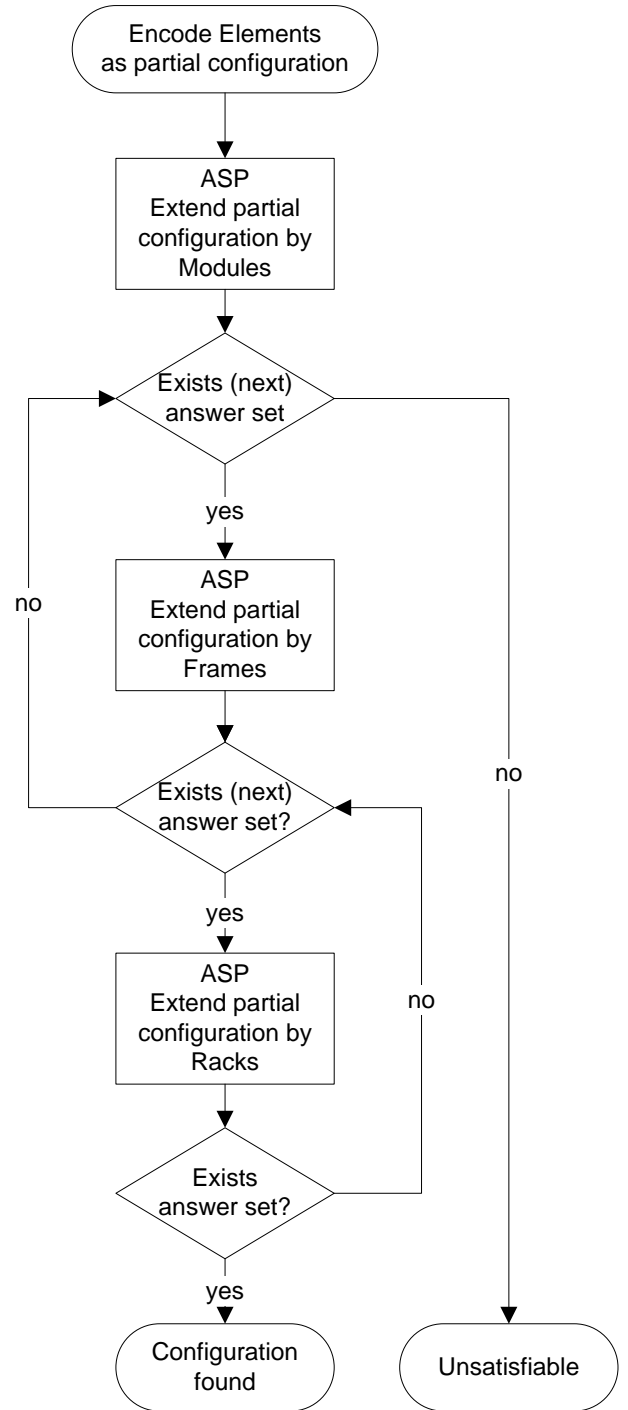 Encode Elements
as partial configuration
ASP
Extend partial
configuration by
Modules
Exists (next)
answer set
yes
no
ASP
Extend partial
configuration by
Frames
no
Exists (next)
answer set?
yes
ASP
Extend partial
configuration by
Racks
no
Exists
answer set?
yes
Configuration
found
Unsatisfiable